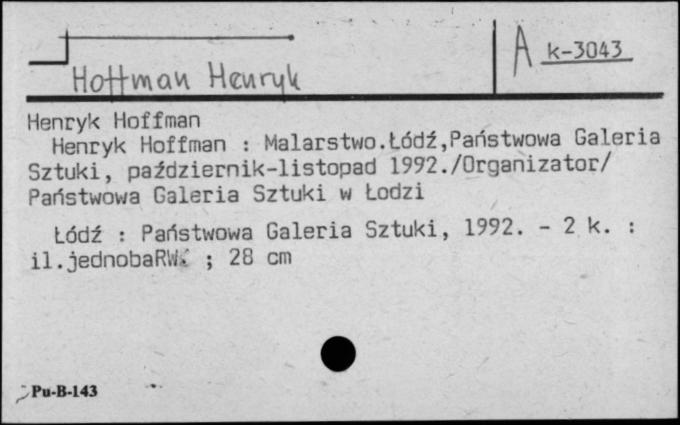 Hoffman Henryk
A k-3043
Henryk Hoffman
Henryk Hoffman : Malarstwo.Łódź,Państwowa Galeria
Sztuki, październik-listopad 1992./Organizator/
Państwowa Galeria Sztuki w Łodzi
Łódź : Państwowa Galeria Sztuki, 1992. - 2 k. :
il.jednobaRW. ; 28 cm
Pu-B-143